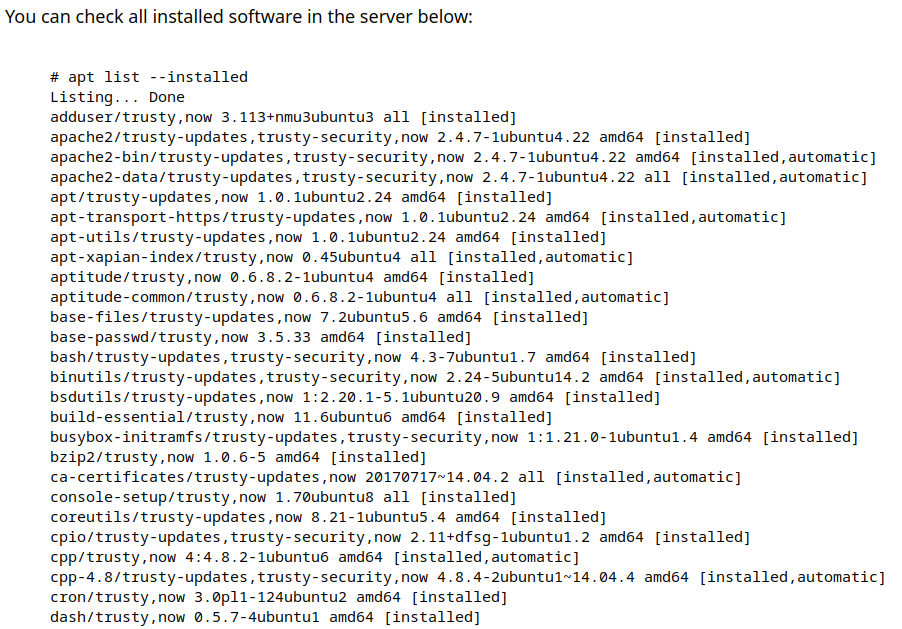 You can check all installed software in the server below:
# apt list --installed
Listing... Done
adduser/trusty,now 3.113+nmu3ubuntu3 all [installed]
apache2/trusty-updates,trusty-security,now 2.4.7-1ubuntu4.22 amd64 [installed]
apache2-bin/trusty-updates,trusty-security,now 2.4.7-1ubuntu4.22 amd64 [installed,automatic]
apache2-data/trusty-updates,trusty-security,now 2.4.7-1ubuntu4.22 all [installed,automatic]
apt/trusty-updates,now 1.0.1ubuntu2.24 amd64 [installed]
apt-transport-https/trusty-updates,now 1.0.1ubuntu2.24 amd64 [installed,automatic]
apt-utils/trusty-updates,now 1.0.1ubuntu2.24 amd64 [installed]
apt-xapian-index/trusty,now 0.45ubuntu4 all [installed,automatic]
aptitude/trusty,now 0.6.8.2-1ubuntu4 amd64 [installed]
aptitude-common/trusty,now 0.6.8.2-1ubuntu4 all [installed,automatic]
base-files/trusty-updates,now 7.2ubuntu5.6 amd64 [installed]
base-passwd/trusty,now 3.5.33 amd64 [installed]
bash/trusty-updates,trusty-security,now 4.3-7ubuntu1.7 amd64 [installed]
binutils/trusty-updates,trusty-security,now 2.24-5ubuntu14.2 amd64 [installed,automatic]
bsdutils/trusty-updates,now 1:2.20.1-5.1ubuntu20.9 amd64 [installed]
build-essential/trusty,now 11.6ubuntu6 amd64 [installed]
busybox-initramfs/trusty-updates,trusty-security,now 1:1.21.0-1ubuntu1.4 amd64 [installed]
bzip2/trusty,now 1.0.6-5 amd64 [installed]
ca-certificates/trusty-updates,now 20170717~14.04.2 all [installed,automatic]
console-setup/trusty,now 1.70ubuntu8 all [installed]
coreutils/trusty-updates,now 8.21-1ubuntu5.4 amd64 [installed]
cpio/trusty-updates,trusty-security,now 2.11+dfsg-1ubuntu1.2 amd64 [installed]
cpp/trusty,now 4:4.8.2-1ubuntu6 amd64 [installed,automatic]
cpp-4.8/trusty-updates,trusty-security,now 4.8.4-2ubuntu1~14.04.4 amd64 [installed,automatic]
cron/trusty,now 3.0pl1-124ubuntu2 amd64 [installed]
dash/trusty,now 0.5.7-4ubuntu1 amd64 [installed]